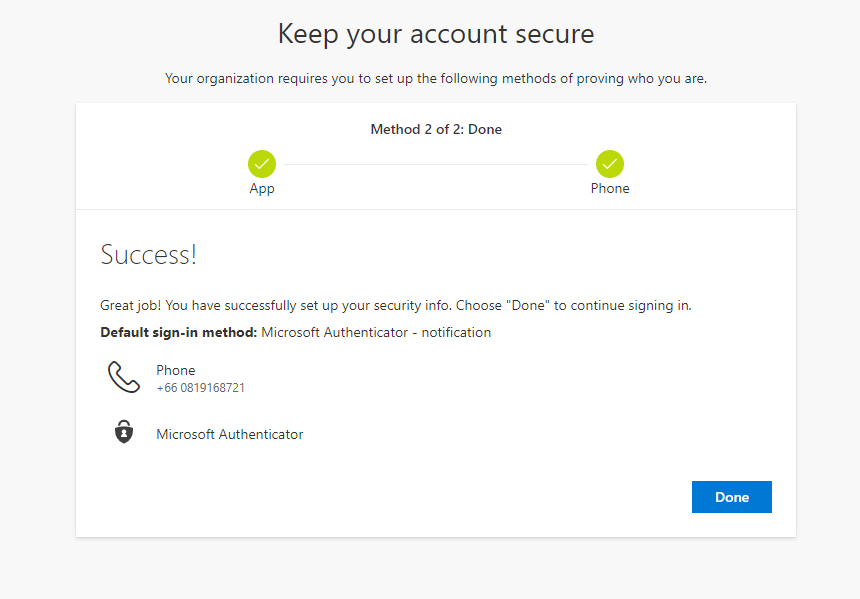 Keep your account secure
Your organization requires you to set up the following methods of proving who you are.
Method 2 of 2: Done
App
Phone
Success!
Great job! You have successfully set up your security info. Choose "Done" to continue signing in.
Default sign-in method: Microsoft Authenticator - notification
Phone
+66 0819168721
Microsoft Authenticator
Done